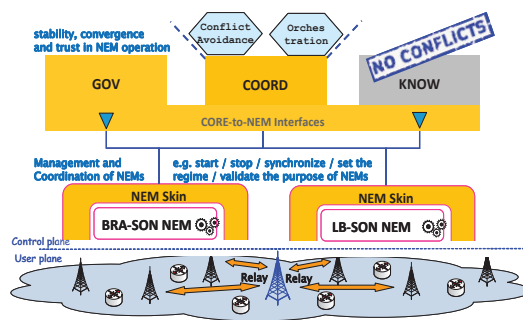 stability, convergence
and trust in NEM operation
Conflict
Avoidance
Orches
tration
NO CONFLICTS
GOV
COORD
KNOW
CORE-to-NEM Interfaces
Management and
Coordination of NEMs
e.g. start / stop / synchronize / set the
regime / validate the purpose of NEMs
NEM Skin
NEM Skin
BRA-SON NEM
LB-SON NEM
Control plane
User plane
Relay
Relay